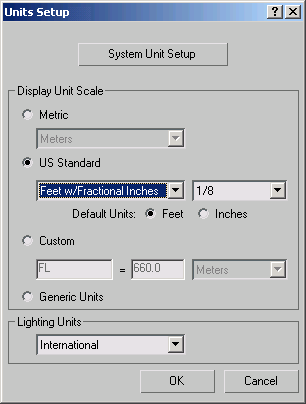 Units Setup
System Unit Setup
Display Unit Scale
Metric
Meters
US Standard
Feet w/Fractional Inches 1/8
Default Units: Feet Inches
Custom
FL = 660.0 Meters
Generic Units
Lighting Units
International
OK Cancel